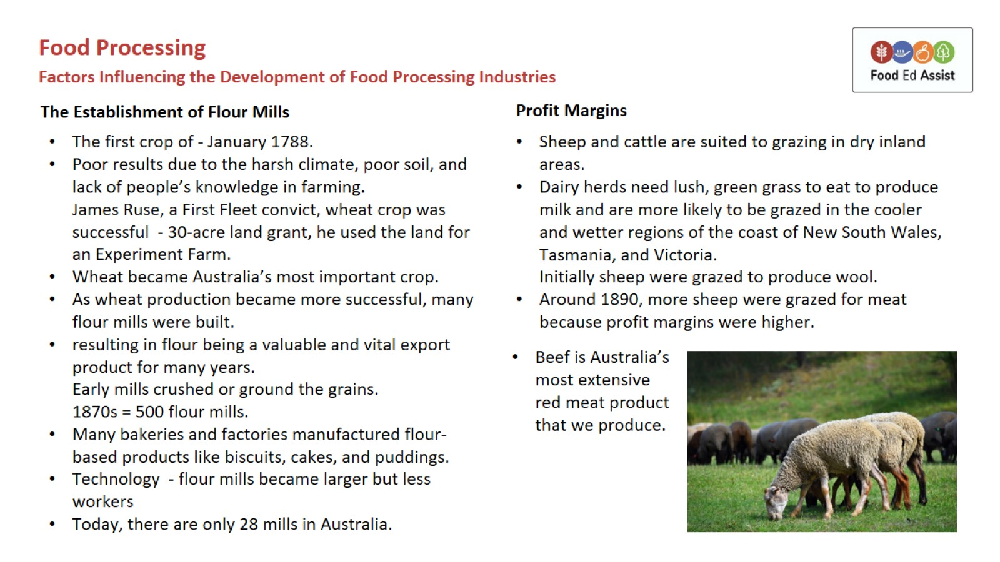 Food Processing
Factors Influencing the Development of Food Processing Industries
Food Ed Assist
The Establishment of Flour Mills
• The first crop of - January 1788.
• Poor results due to the harsh climate, poor soil, and
lack of people’s knowledge in farming.
James Ruse, a First Fleet convict, wheat crop was
successful  - 30-acre land grant, he used the land for
an Experiment Farm.
• Wheat became Australia’s most important crop.
• As wheat production became more successful, many
flour mills were built.
• resulting in flour being a valuable and vital export
product for many years.
Early mills crushed or ground the grains.
1870s = 500 flour mills.
• Many bakeries and factories manufactured flour-
based products like biscuits, cakes, and puddings.
• Technology  - flour mills became larger but less
workers
• Today, there are only 28 mills in Australia.
Profit Margins
• Sheep and cattle are suited to grazing in dry inland
areas.
• Dairy herds need lush, green grass to eat to produce
milk and are more likely to be grazed in the cooler
and wetter regions of the coast of New South Wales,
Tasmania, and Victoria.
Initially sheep were grazed to produce wool.
• Around 1890, more sheep were grazed for meat
because profit margins were higher.
• Beef is Australia’s
most extensive
red meat product
that we produce.